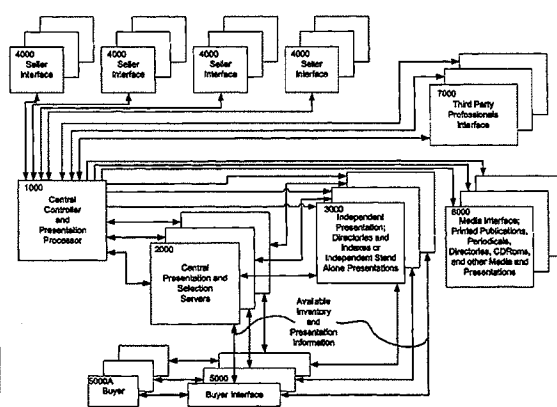 4000
Seller
Interface
4000
Seller
Interface
4000
Seller
Interface
4000
Seller
Interface
7000
Third Party
Professionals
Interface
1000
Central
Controller
and
Presentation
Processor
2000
Central
Presentation and
Selection
Servers
3000
Independent
Presentation;
Directories and
Indexes or
Independent Stand
Alone Presentations
6000
Media Interface;
Printed Publications,
Periodicals,
Directories, CDRoms,
and other Media and
Presentations
Available
Inventory
and
Presentation
Information
5000A
Buyer
5000
Buyer Interface